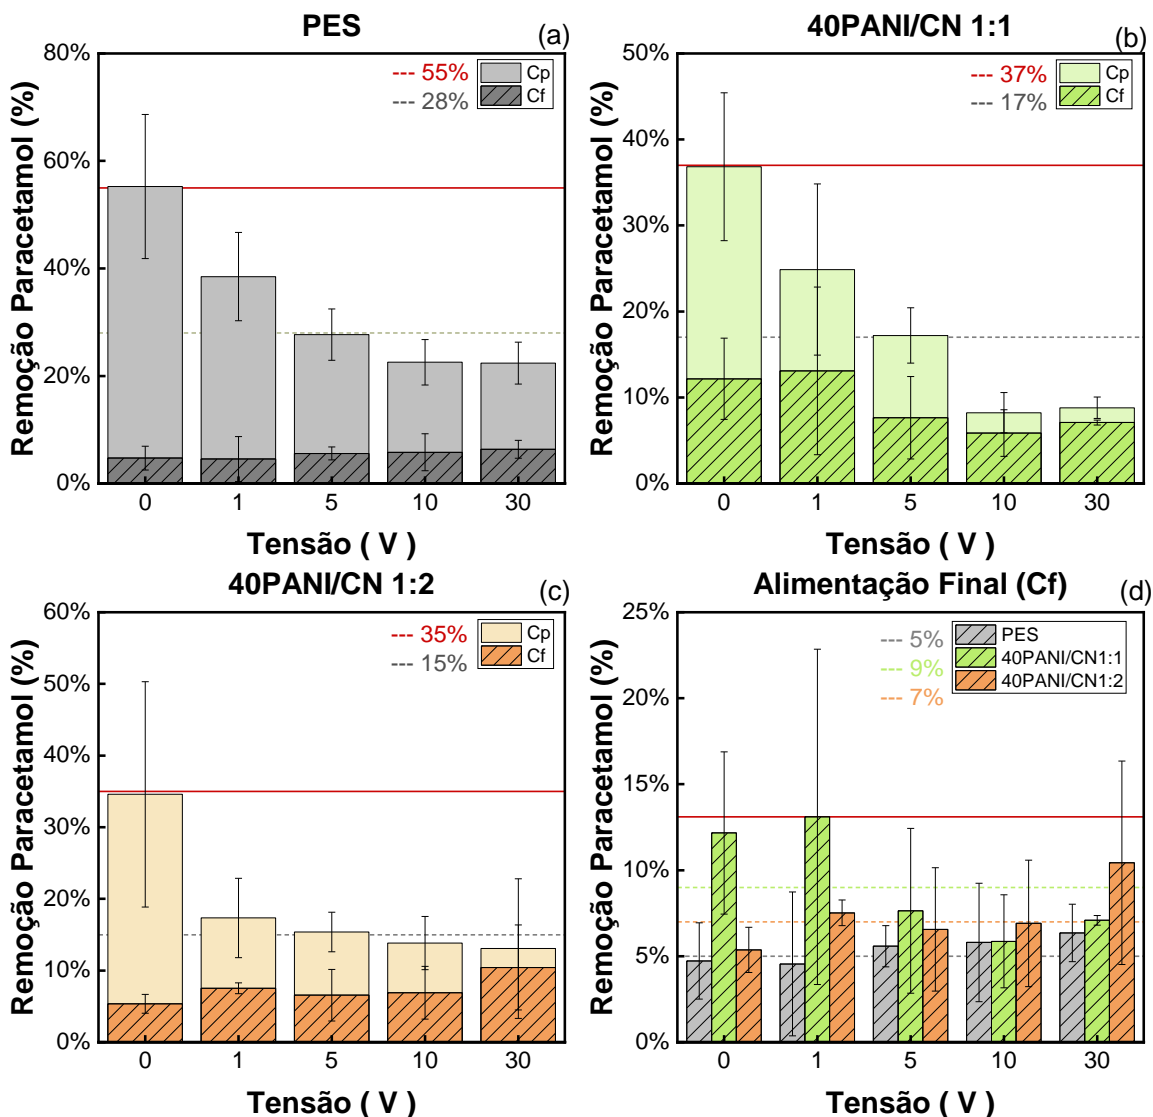 PES
(a)
Remoção Paracetamol (%)
80%
60%
40%
20%
0%
--- 55%
--- 28%
Cp
Cf
0 1 5 10 30
Tensão ( V )
40PANI/CN 1:1
(b)
Remoção Paracetamol (%)
50%
40%
30%
20%
10%
0%
--- 37%
--- 17%
Cp
Cf
0 1 5 10 30
Tensão ( V )
40PANI/CN 1:2
(c)
Remoção Paracetamol (%)
60%
50%
40%
30%
20%
10%
0%
--- 35%
--- 15%
Cp
Cf
0 1 5 10 30
Tensão ( V )
Alimentação Final (Cf)
(d)
Remoção Paracetamol (%)
25%
20%
15%
10%
5%
0%
--- 5%
--- 9%
--- 7%
PES
40PANI/CN1:1
40PANI/CN1:2
0 1 5 10 30
Tensão ( V )